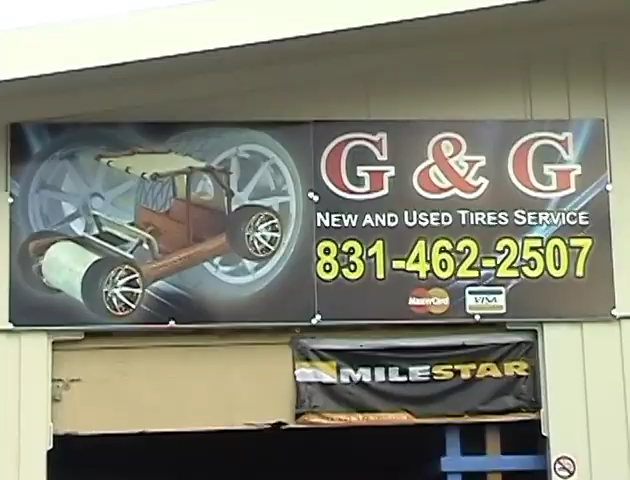 G & G
NEW AND USED TIRES SERVICE
831-462-2507
MasterCard
VISA
MILESTAR